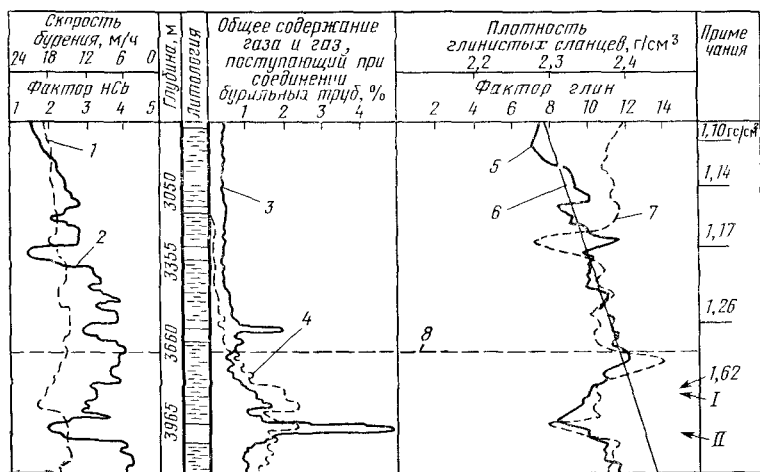 Скорость
бурения, м/ч
24 18 12 6 0
Фактор nСb
1 2 3 4 5
Глубина, м
Литология
Общее содержание
газа и газ,
поступающий при
соединении
бурильных труб, %
1 2 3 4
Плотность
глинистых сланцев, г/см³
2,2 2,3 2,4
Фактор глин
2 4 6 8 10 12 14
Приме
чания
1
2
3
4
5
6
7
8
3050
3355
3660
3965
1,10 гс/см³
1,14
1,17
1,26
1,62
I
II